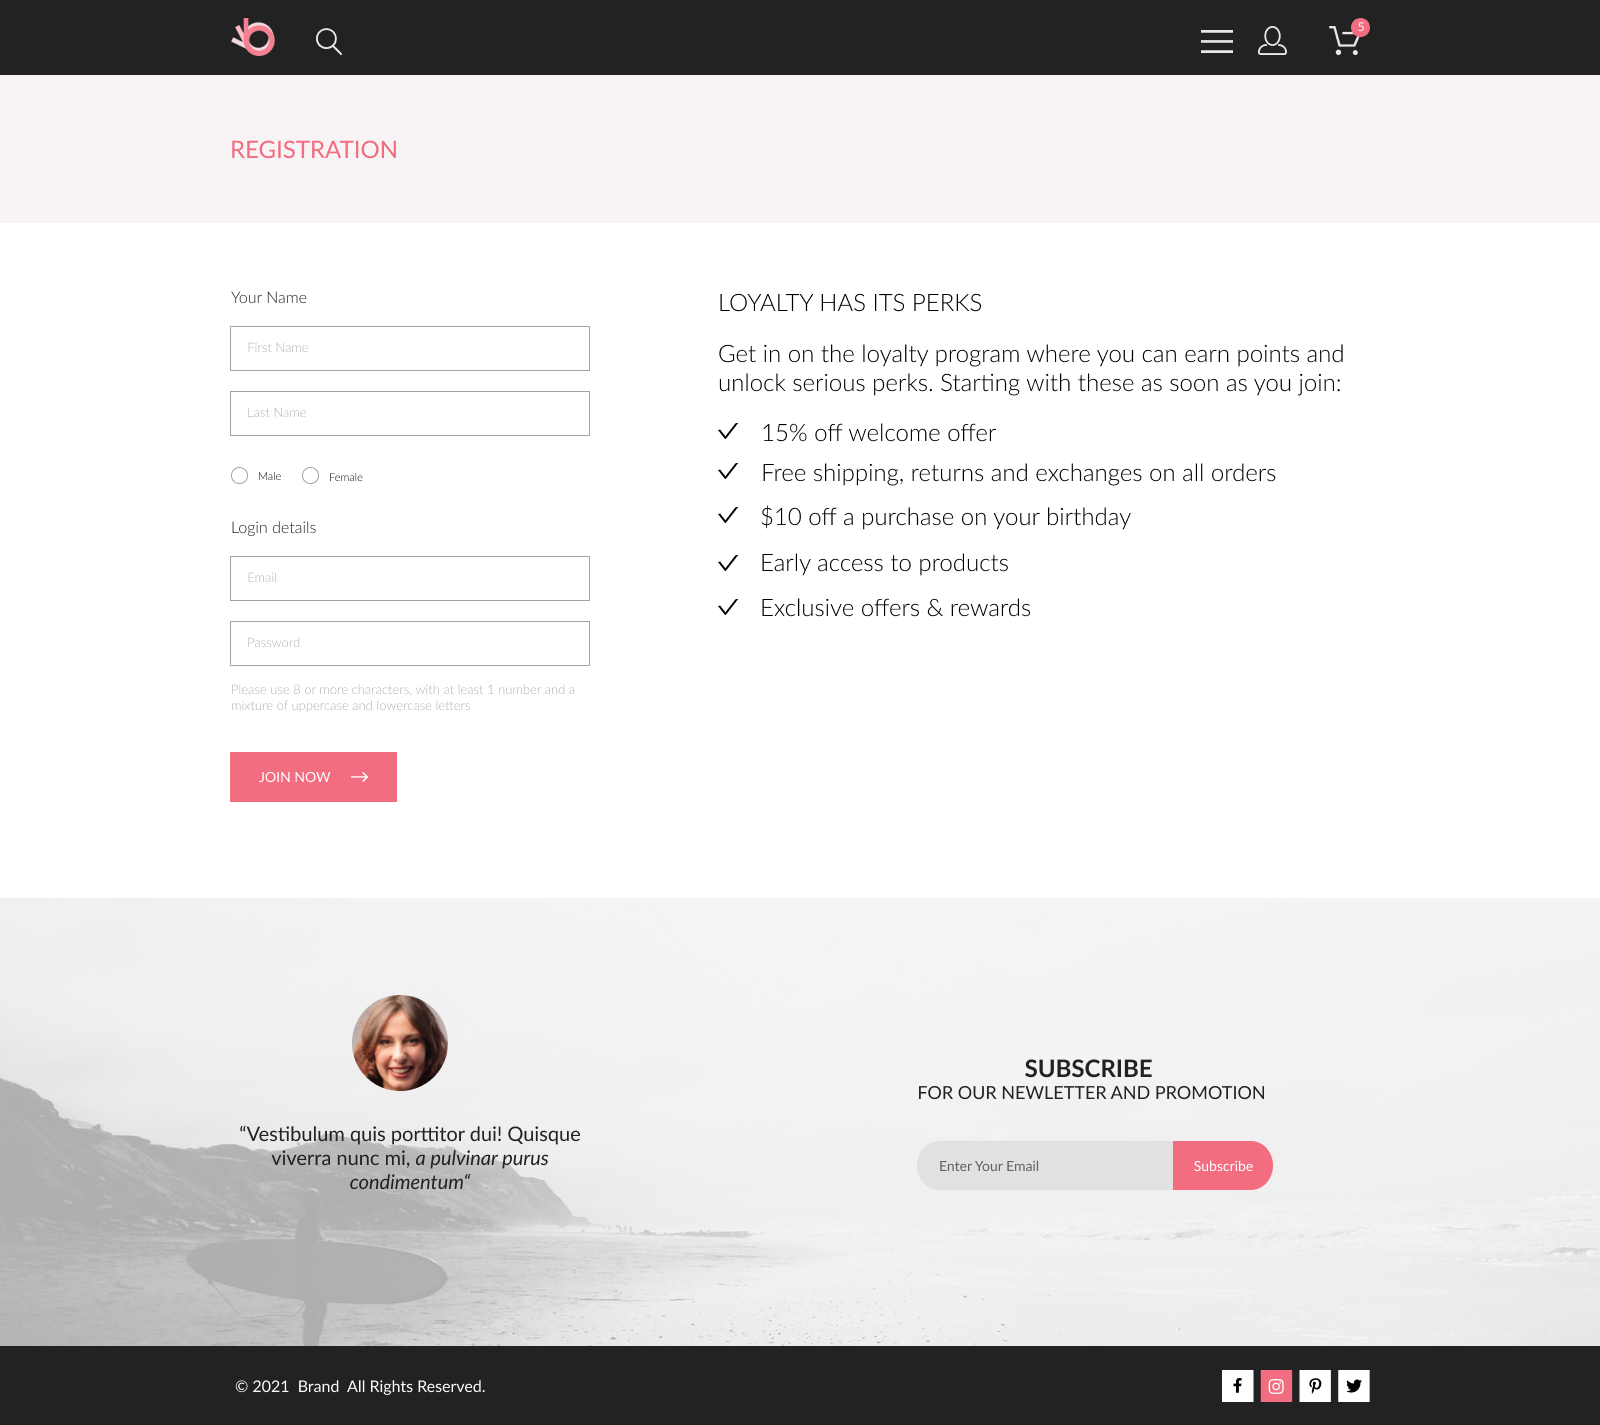 5
REGISTRATION
Your Name
First Name
Last Name
Male
Female
Login details
Email
Password
Please use 8 or more characters, with at least 1 number and a
mixture of uppercase and lowercase letters
JOIN NOW
LOYALTY HAS ITS PERKS
Get in on the loyalty program where you can earn points and
unlock serious perks. Starting with these as soon as you join:
15% off welcome offer
Free shipping, returns and exchanges on all orders
$10 off a purchase on your birthday
Early access to products
Exclusive offers & rewards
“Vestibulum quis porttitor dui! Quisque
viverra nunc mi, a pulvinar purus
condimentum“
SUBSCRIBE
FOR OUR NEWLETTER AND PROMOTION
Enter Your Email
Subscribe
© 2021  Brand  All Rights Reserved.